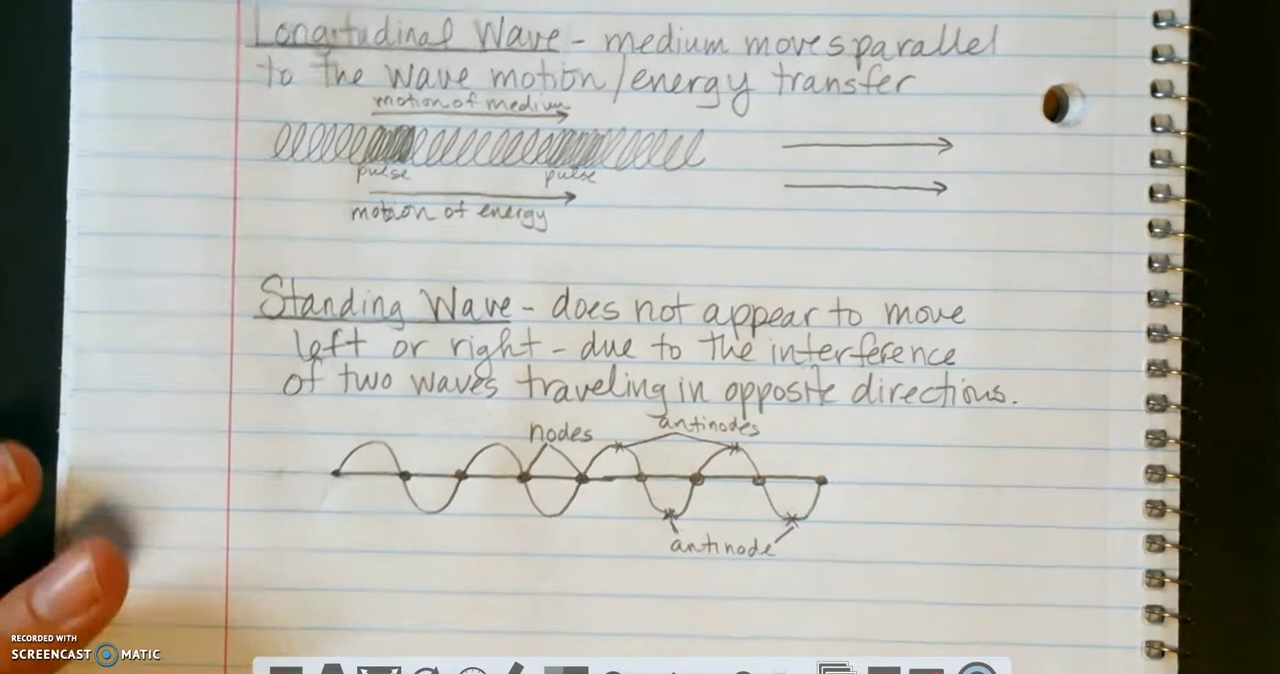 Longitudinal Wave - medium moves parallel
to the wave motion/energy transfer
motion of medium
pulse pulse
motion of energy
Standing Wave - does not appear to move
left or right - due to the interference
of two waves traveling in opposite directions.
antinodes
nodes
antinode
RECORDED WITH
SCREENCAST MATIC